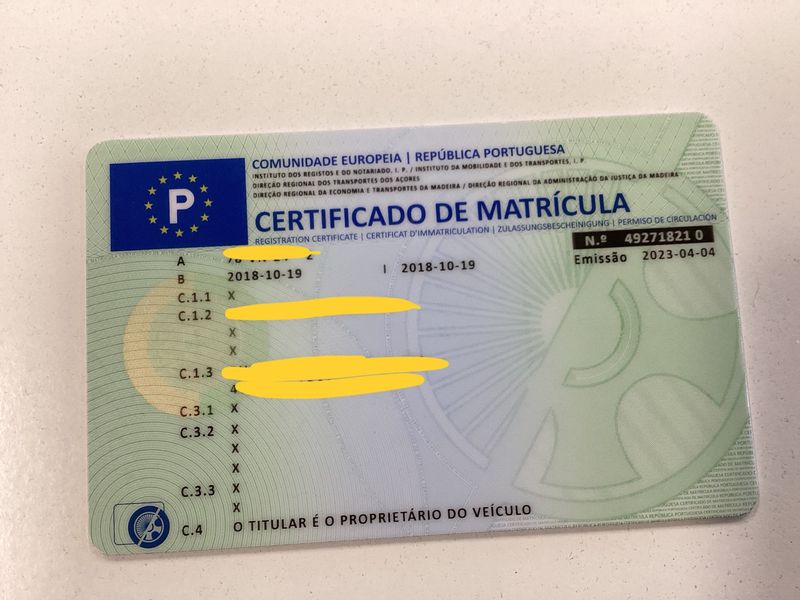 P
COMUNIDADE EUROPEIA | REPÚBLICA PORTUGUESA
INSTITUTO DOS REGISTOS E DO NOTARIADO, I. P. / INSTITUTO DA MOBILIDADE E DOS TRANSPORTES, I. P.
DIREÇÃO REGIONAL DOS TRANSPORTES DOS AÇORES
DIREÇÃO REGIONAL DA ECONOMIA E TRANSPORTES DA MADEIRA / DIREÇÃO REGIONAL DA ADMINISTRAÇÃO DA JUSTIÇA DA MADEIRA
CERTIFICADO DE MATRÍCULA
REGISTRATION CERTIFICATE | CERTIFICAT D'IMMATRICULATION | ZULASSUNGSBESCHEINIGUNG | PERMISO DE CIRCULACIÓN
N.º 49271821 0
Emissão 2023-04-04
A
B 2018-10-19 I 2018-10-19
C.1.1 X
C.1.2
X
X
C.1.3
4
C.3.1 X
C.3.2 X
X
X
C.3.3 X
X
C.4 O TITULAR É O PROPRIETÁRIO DO VEÍCULO